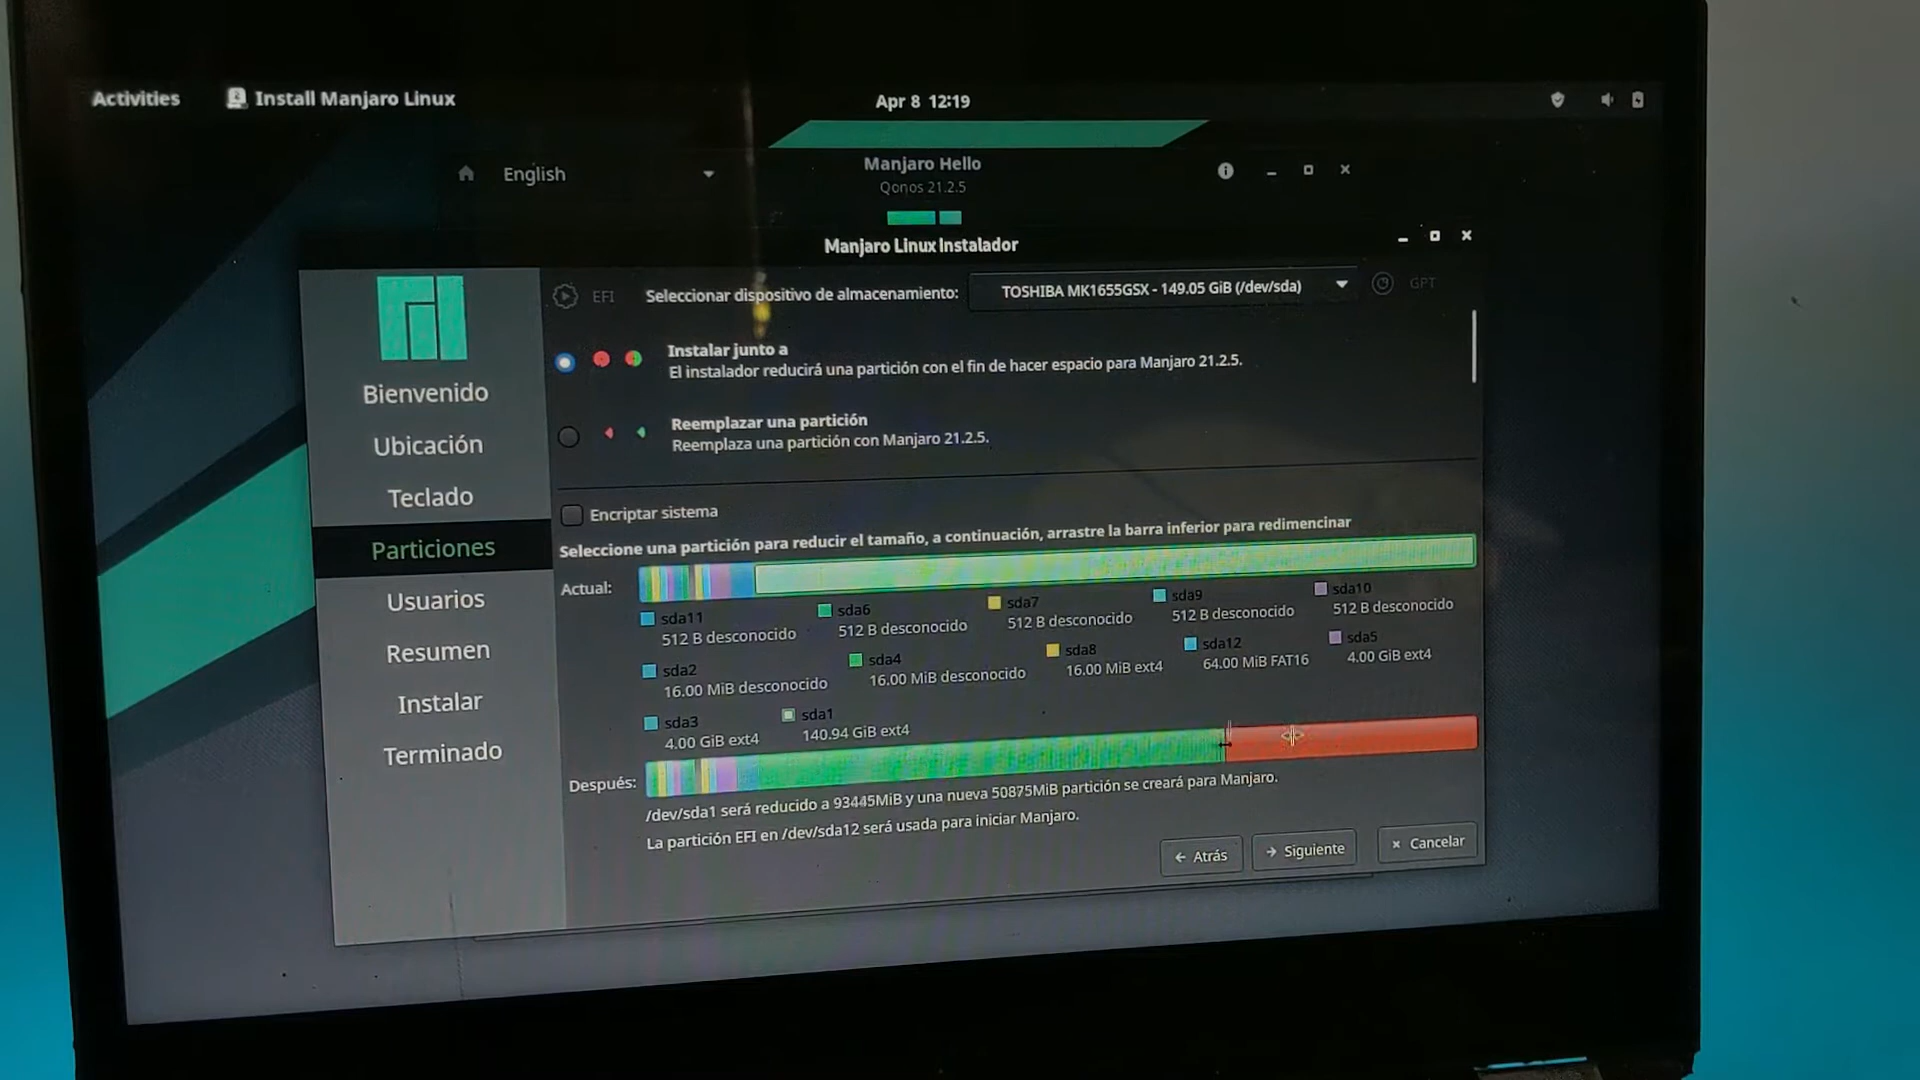 Activities
Install Manjaro Linux
Apr 8 12:19
English
Manjaro Hello
Qonos 21.2.5
Manjaro Linux Instalador
EFI
Seleccionar dispositivo de almacenamiento:
TOSHIBA MK1655GSX - 149.05 GiB (/dev/sda)
GPT
Bienvenido
Ubicación
Teclado
Particiones
Usuarios
Resumen
Instalar
Terminado
Instalar junto a
El instalador reducirá una partición con el fin de hacer espacio para Manjaro 21.2.5.
Reemplazar una partición
Reemplaza una partición con Manjaro 21.2.5.
Encriptar sistema
Seleccione una partición para reducir el tamaño, a continuación, arrastre la barra inferior para redimencinar
Actual:
sda11
512 B desconocido
sda6
512 B desconocido
sda7
512 B desconocido
sda9
512 B desconocido
sda10
512 B desconocido
sda2
16.00 MiB desconocido
sda4
16.00 MiB desconocido
sda8
16.00 MiB ext4
sda12
64.00 MiB FAT16
sda5
4.00 GiB ext4
sda3
4.00 GiB ext4
sda1
140.94 GiB ext4
Después:
/dev/sda1 será reducido a 93445MiB y una nueva 50875MiB partición se creará para Manjaro.
La partición EFI en /dev/sda12 será usada para iniciar Manjaro.
Atrás
Siguiente
Cancelar